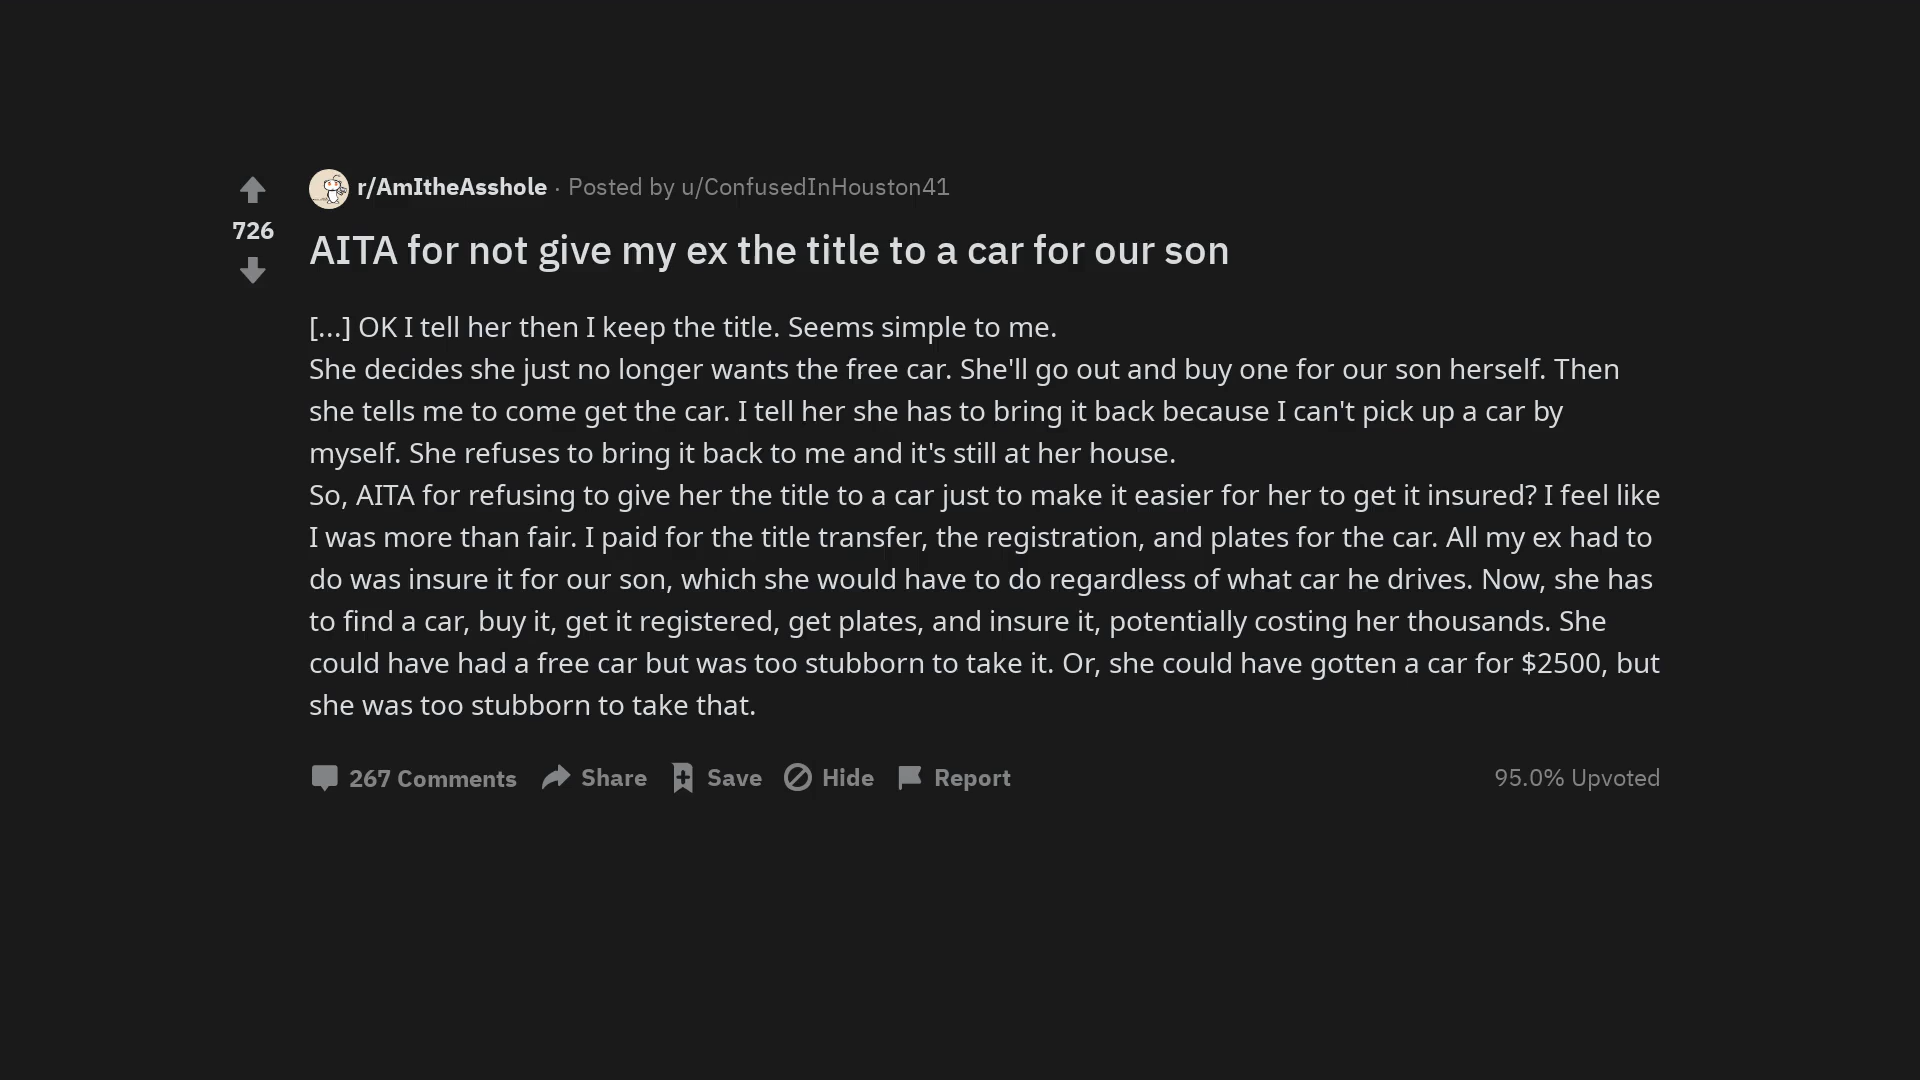 r/AmItheAsshole · Posted by u/ConfusedInHouston41
726
AITA for not give my ex the title to a car for our son
[...] OK I tell her then I keep the title. Seems simple to me.
She decides she just no longer wants the free car. She'll go out and buy one for our son herself. Then
she tells me to come get the car. I tell her she has to bring it back because I can't pick up a car by
myself. She refuses to bring it back to me and it's still at her house.
So, AITA for refusing to give her the title to a car just to make it easier for her to get it insured? I feel like
I was more than fair. I paid for the title transfer, the registration, and plates for the car. All my ex had to
do was insure it for our son, which she would have to do regardless of what car he drives. Now, she has
to find a car, buy it, get it registered, get plates, and insure it, potentially costing her thousands. She
could have had a free car but was too stubborn to take it. Or, she could have gotten a car for $2500, but
she was too stubborn to take that.
267 Comments Share Save Hide Report 95.0% Upvoted